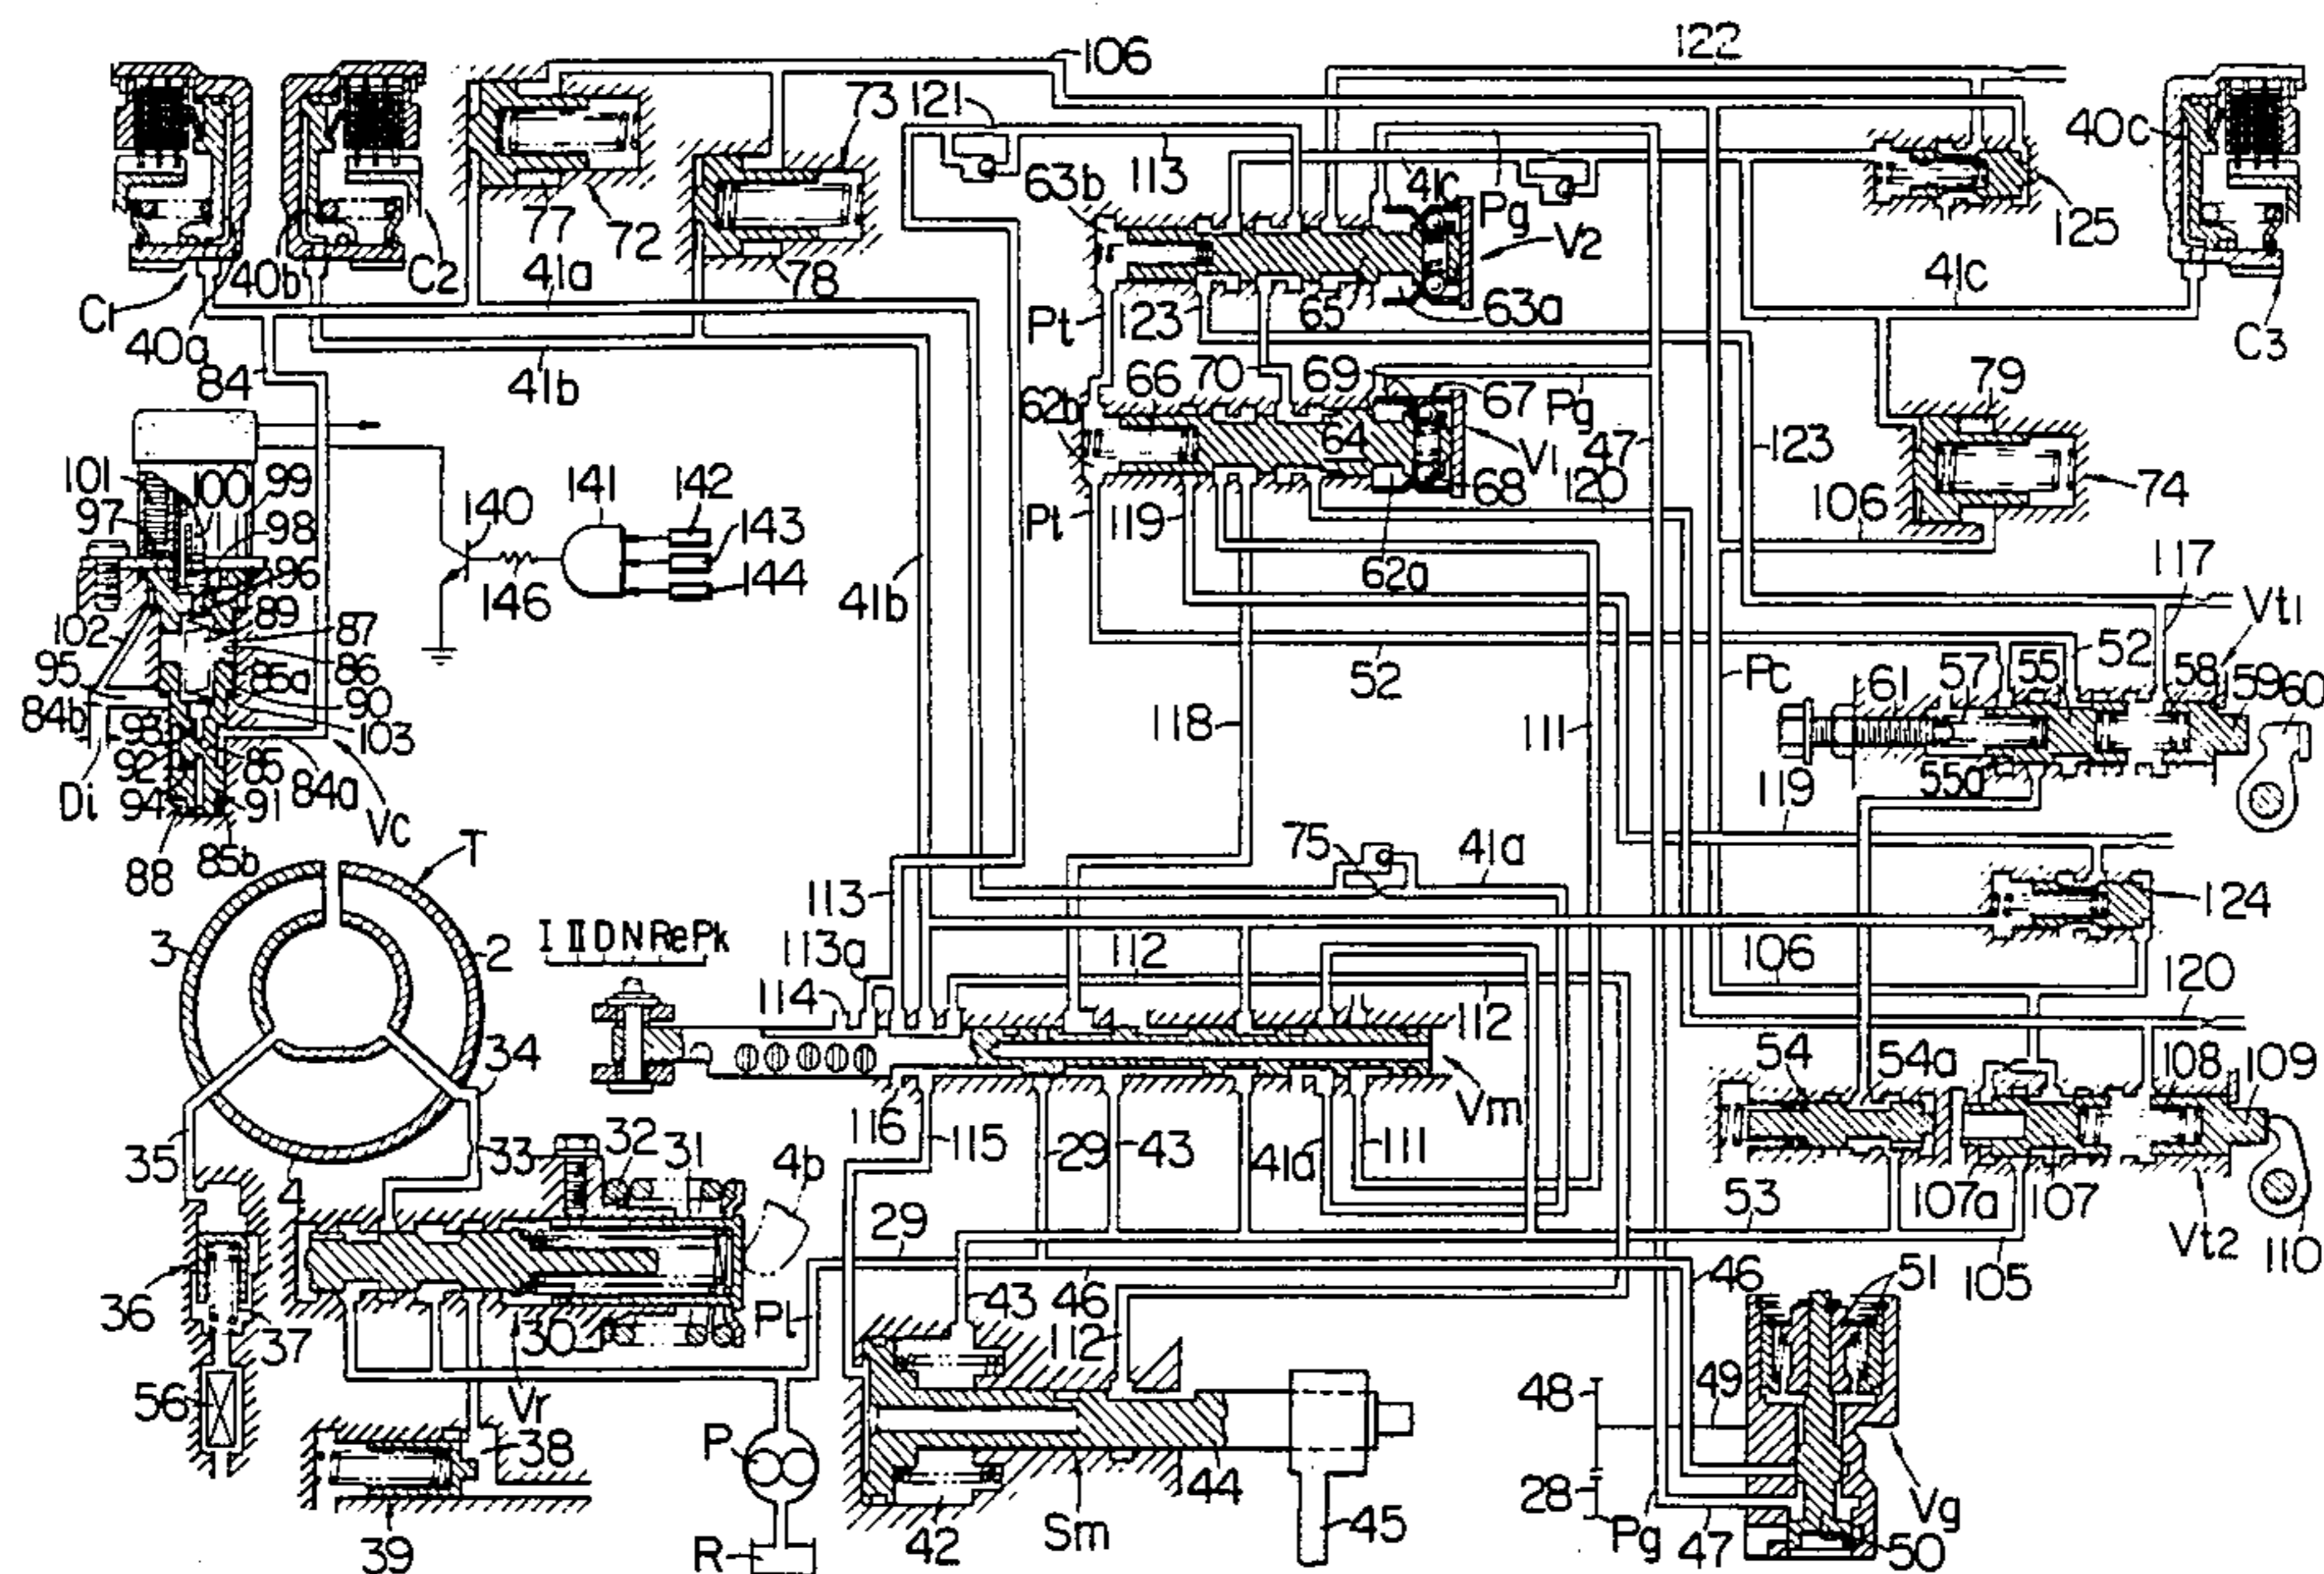 122
106
73 121
40c
63b 113 41c Pg
125
77 72
V2
41a
40b C2 78
C1 Pt 123 65 63a 41c
40a C3
84 41b 66 70 69 67 Pg 79
62b 64 V1 47 123
101 100 99 141 142 68 120 74
97 98 140 143 Pt 119 106
96 146 144 41b 62a 117
89 Vt1
102 87
95 86 52 52
85a 90 Pc 61 57 55 58 59 60
84b 93 103 118 111
92 85
Di 94 91 84a 55a 119
88 85b Vc
T 75 41a
113 124
3 2 I II D N Re Pk 113a 112 106 120
114
34 112
54 54a 108 109
35 116 115 Vm
33 32 31 4b 29 43 41a 111
4 29 53 107a 107 Vt2 110
36 46 46 51 105
37 30 Pl 43
112
56 Vr 48 49
38 P 44
28 Vg
39 R 42 Sm 45 Pg 47 50